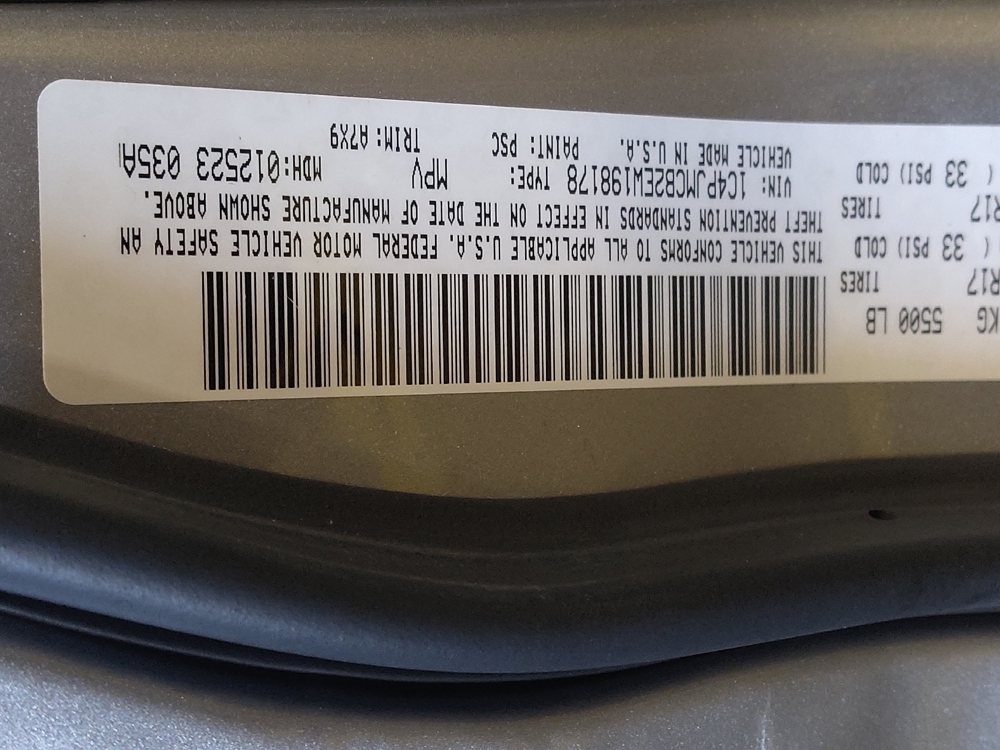 KG 5500 LB
R17 TIRES
( 33 PSI) COLD
R17 TIRES
( 33 PSI) COLD
THIS VEHICLE CONFORMS TO ALL APPLICABLE U.S.A. FEDERAL MOTOR VEHICLE SAFETY AN
THEFT PREVENTION STANDARDS IN EFFECT ON THE DATE OF MANUFACTURE SHOWN ABOVE.
VIN: 1C4PJMCB2EW198178 TYPE: MPV MDH:012523 035A
VEHICLE MADE IN U.S.A. PAINT: PSC TRIM: A7X9